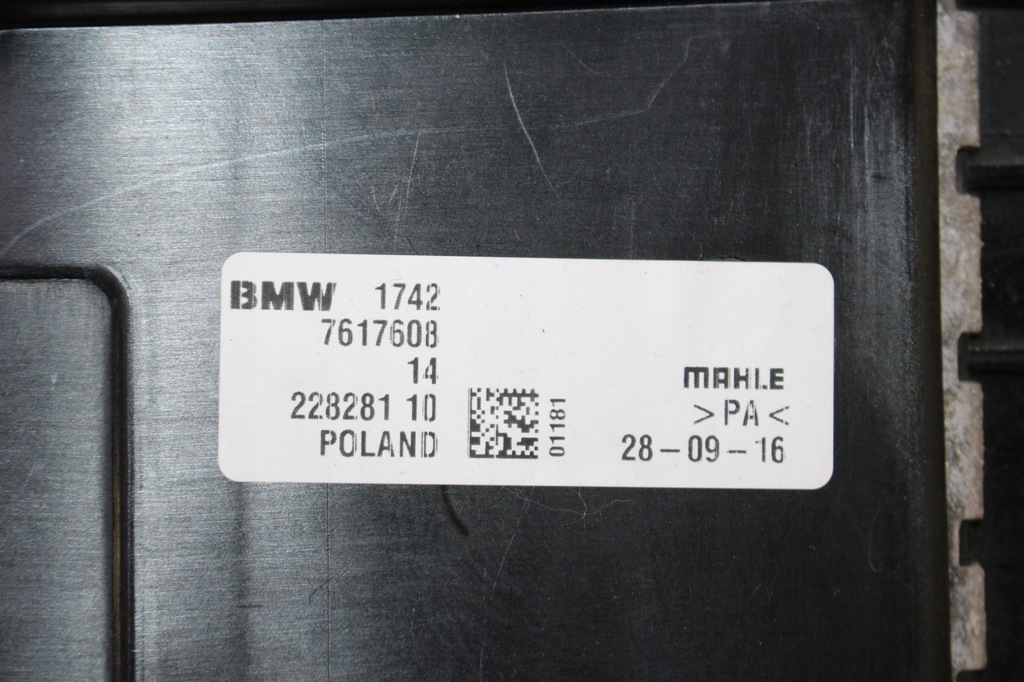 BMW 1742
7617608
14
228281 10
POLAND
01181
MAHLE
>PA<
28-09-16